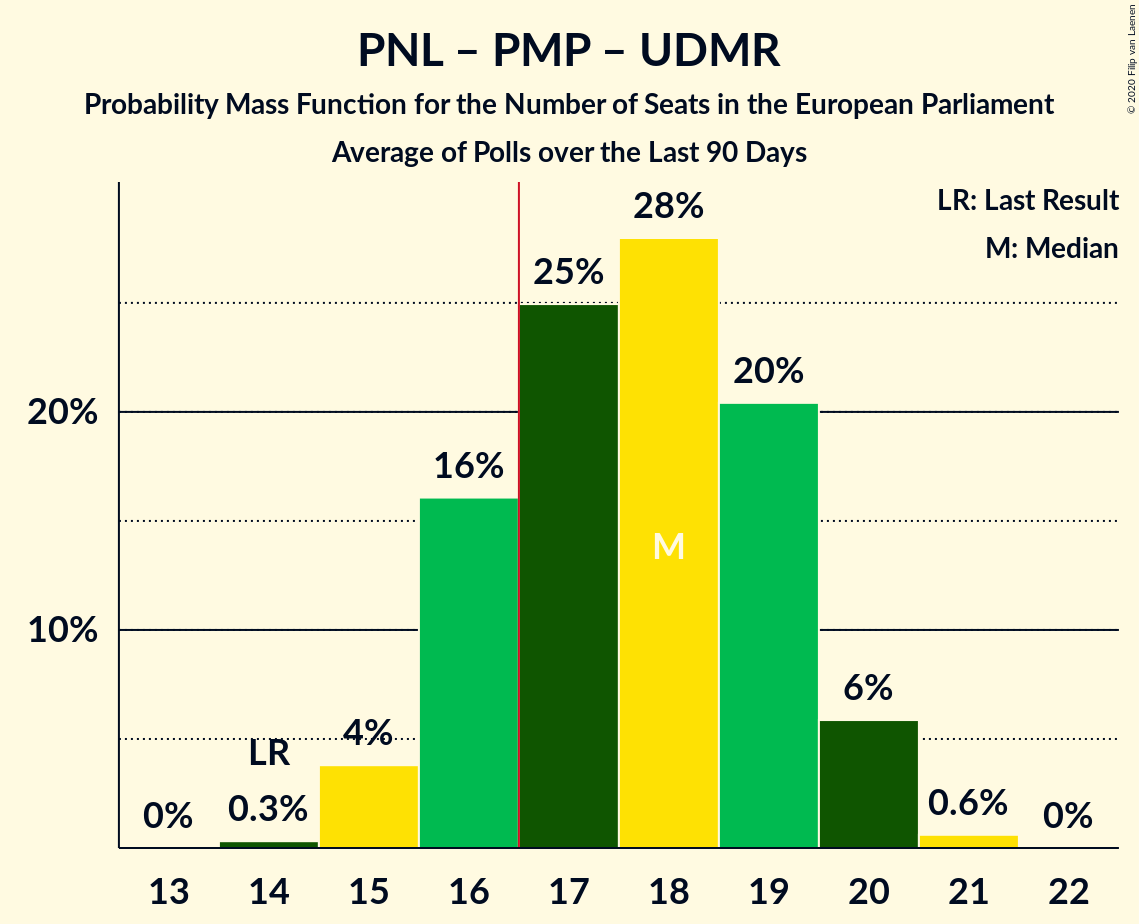 PNL – PMP – UDMR
Probability Mass Function for the Number of Seats in the European Parliament
Average of Polls over the Last 90 Days
© 2020 Filip van Laenen
LR: Last Result
M: Median
28%
25%
20%
20%
16%
M
10%
6%
4%
LR
0%
0.3%
0.6%
0%
13 14 15 16 17 18 19 20 21 22